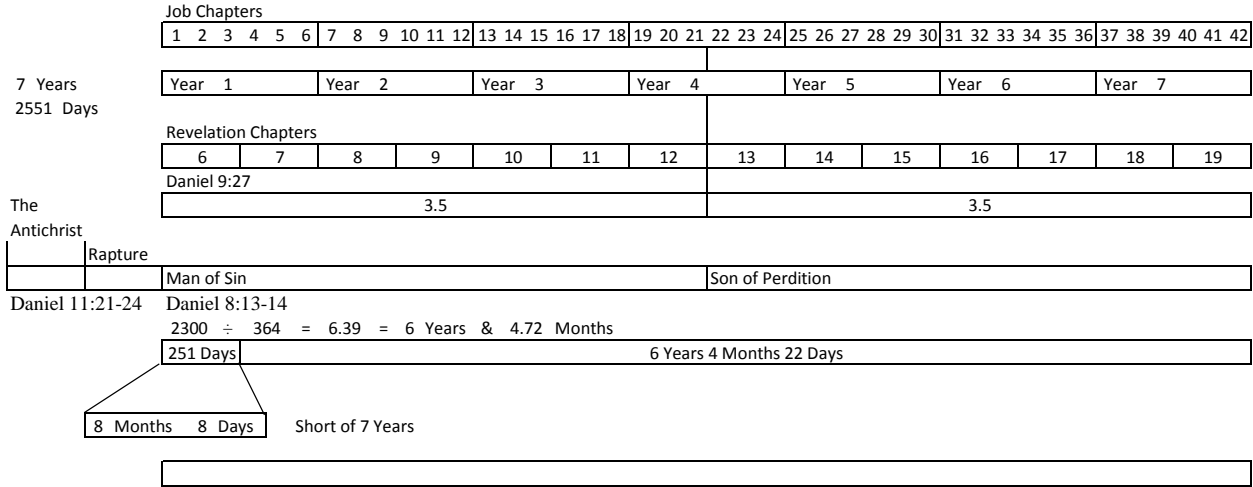 Job Chapters
1 2 3 4 5 6 7 8 9 10 11 12 13 14 15 16 17 18 19 20 21 22 23 24 25 26 27 28 29 30 31 32 33 34 35 36 37 38 39 40 41 42
7 Years Year 1 Year 2 Year 3 Year 4 Year 5 Year 6 Year 7
2551 Days
Revelation Chapters
6 7 8 9 10 11 12 13 14 15 16 17 18 19
Daniel 9:27
The 3.5 3.5
Antichrist
Rapture
Man of Sin Son of Perdition
Daniel 11:21-24 Daniel 8:13-14
2300 ÷ 364 = 6.39 = 6 Years & 4.72 Months
251 Days 6 Years 4 Months 22 Days
8 Months 8 Days Short of 7 Years